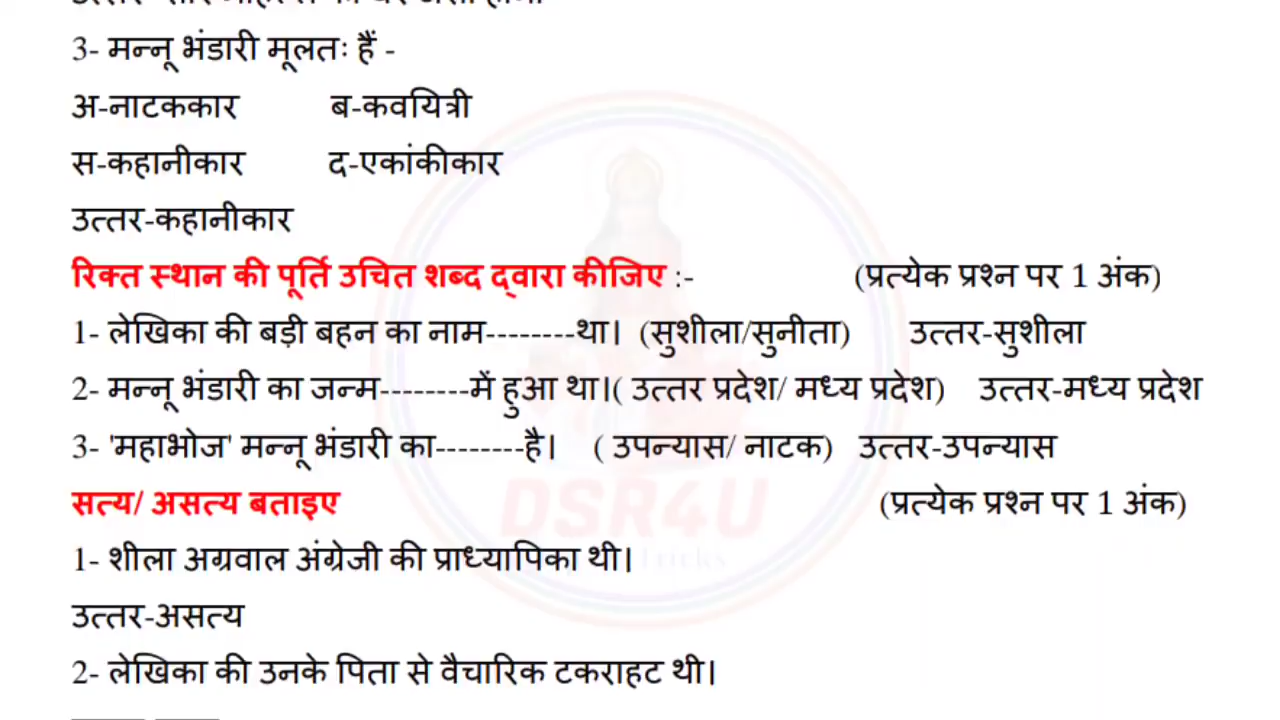 3- मन्नू भंडारी मूलतः हैं -
अ-नाटककार ब-कवयित्री
स-कहानीकार द-एकांकीकार
उत्तर-कहानीकार
रिक्त स्थान की पूर्ति उचित शब्द द्वारा कीजिए :- (प्रत्येक प्रश्न पर 1 अंक)
1- लेखिका की बड़ी बहन का नाम--------था। (सुशीला/सुनीता) उत्तर-सुशीला
2- मन्नू भंडारी का जन्म--------में हुआ था।( उत्तर प्रदेश/ मध्य प्रदेश) उत्तर-मध्य प्रदेश
3- 'महाभोज' मन्नू भंडारी का--------है। ( उपन्यास/ नाटक) उत्तर-उपन्यास
सत्य/ असत्य बताइए (प्रत्येक प्रश्न पर 1 अंक)
DSR4U
1- शीला अग्रवाल अंग्रेजी की प्राध्यापिका थी।
Tricks
उत्तर-असत्य
2- लेखिका की उनके पिता से वैचारिक टकराहट थी।